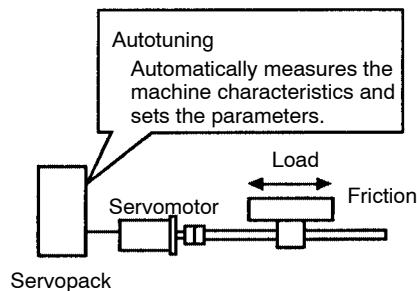 Autotuning
Automatically measures the
machine characteristics and
sets the parameters.
Load
Friction
Servomotor
Servopack